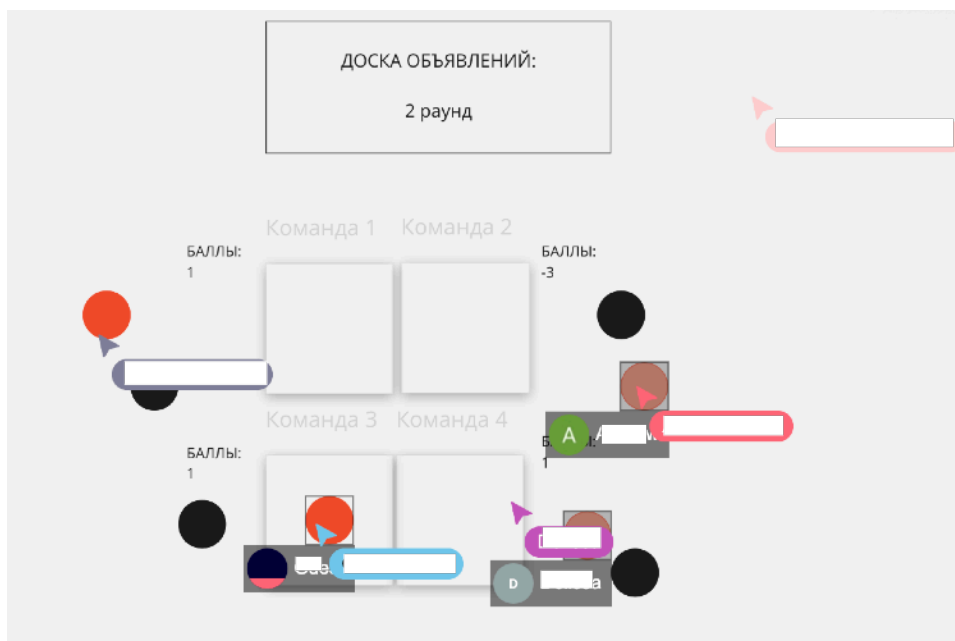 ДОСКА ОБЪЯВЛЕНИЙ:
2 раунд
Команда 1
Команда 2
БАЛЛЫ:
1
БАЛЛЫ:
-3
Команда 3
Команда 4
A
БАЛЛЫ:
1
1
D